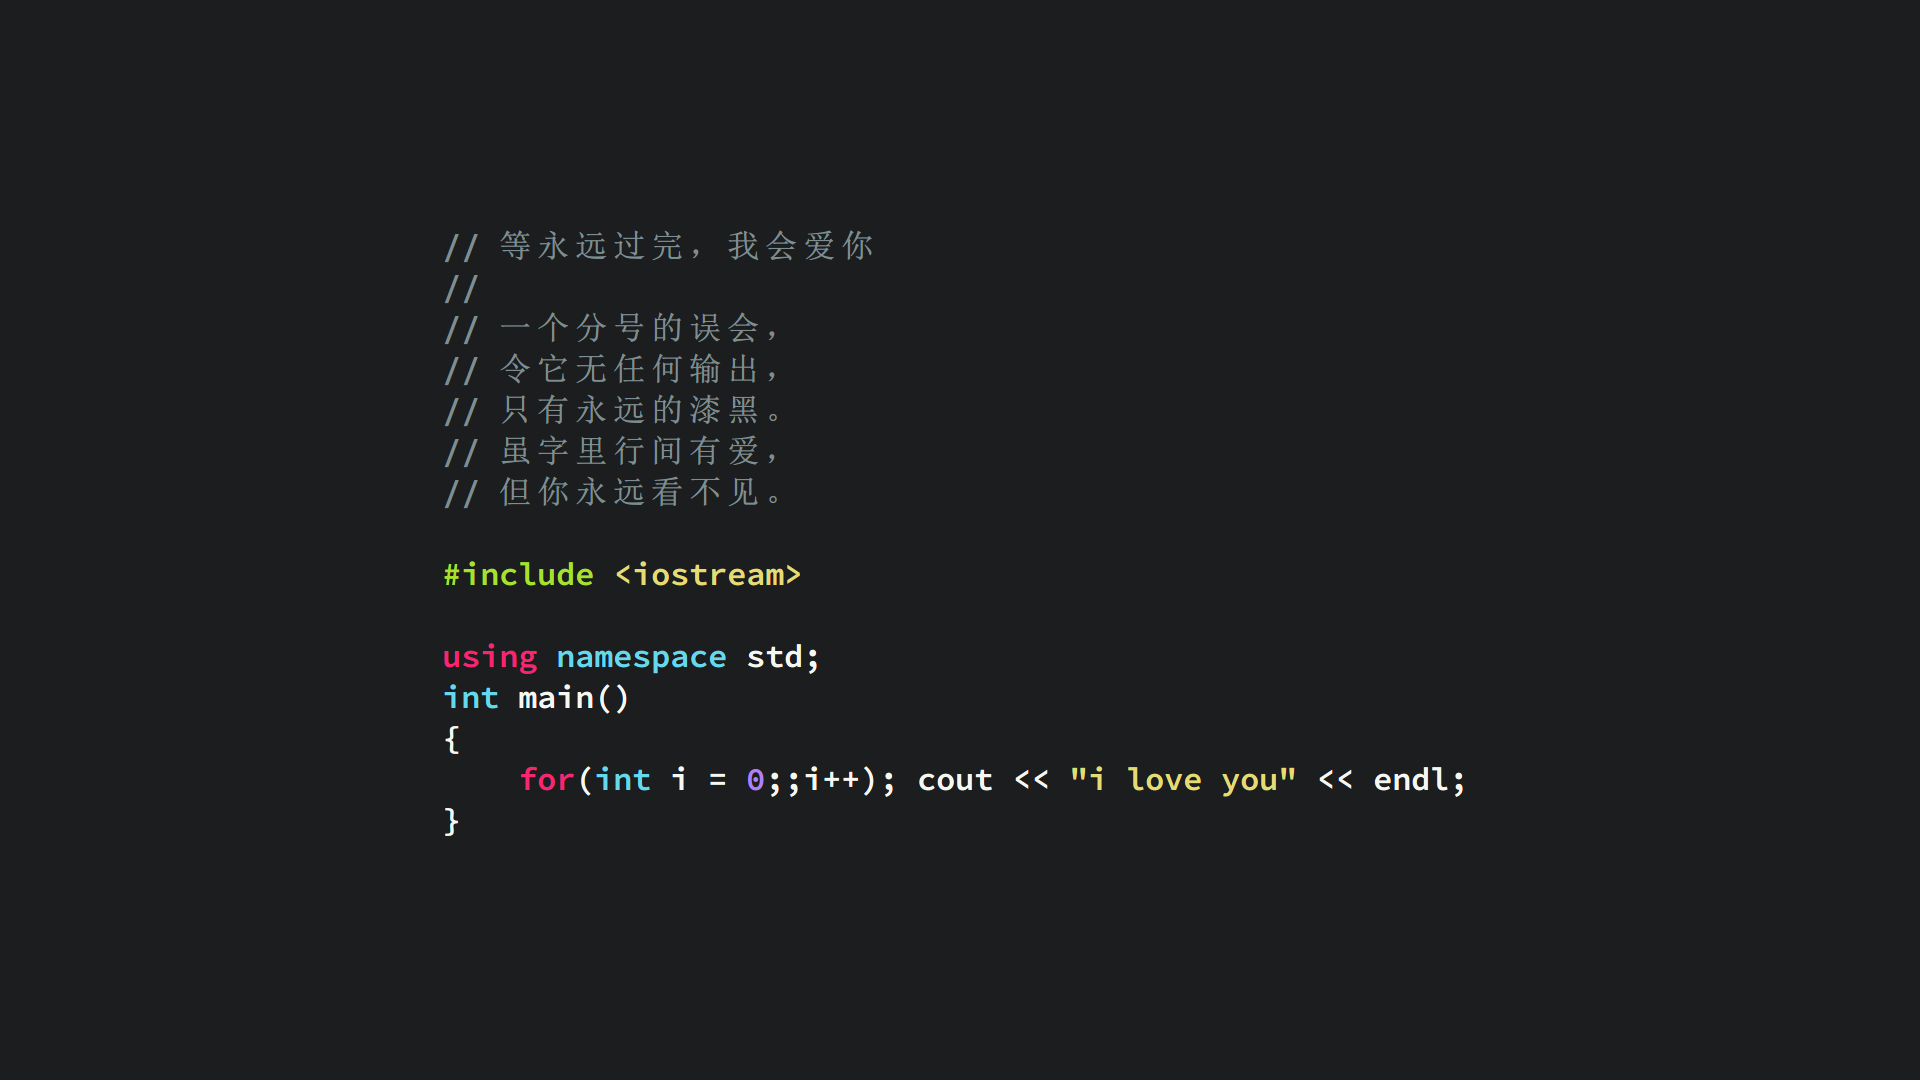 // 等永远过完，我会爱你
//
// 一个分号的误会，
// 令它无任何输出，
// 只有永远的漆黑。
// 虽字里行间有爱，
// 但你永远看不见。
#include <iostream>
using namespace std;
int main()
{
    for(int i = 0;;i++); cout << "i love you" << endl;
}